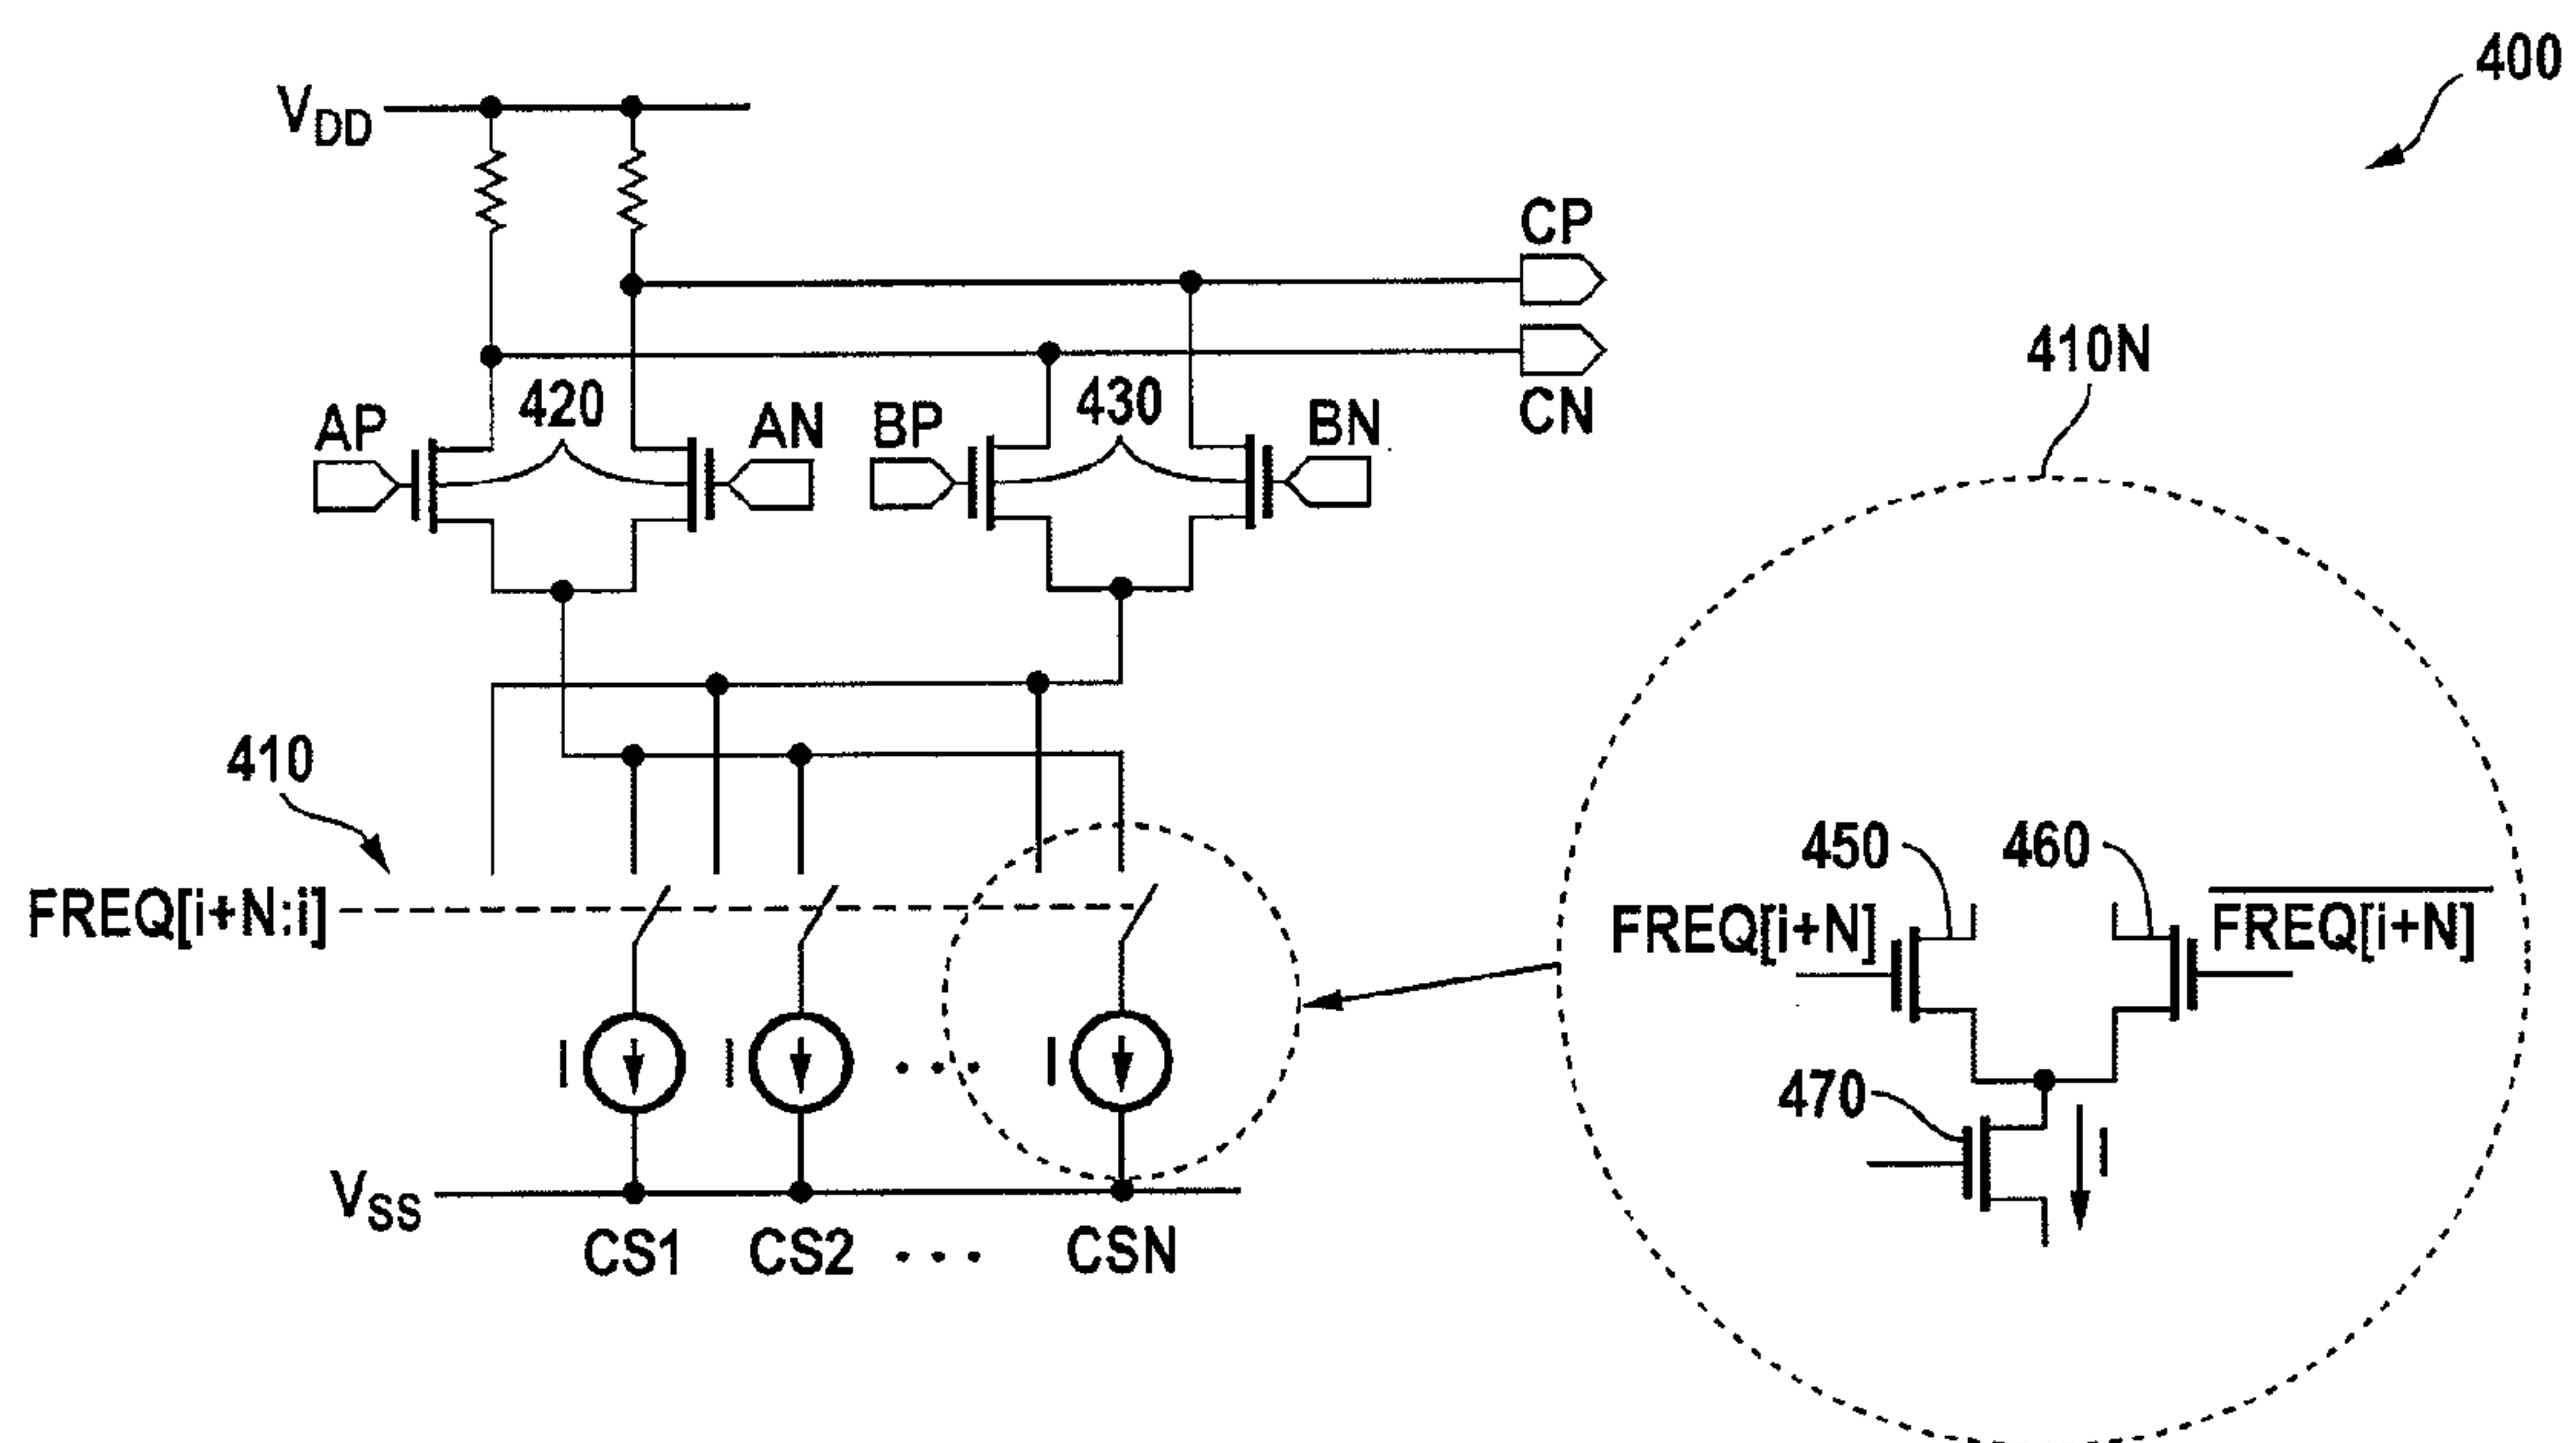 400
VDD
CP
CN
410N
AP
420
AN
BP
430
BN
410
FREQ[i+N:i]
I
I
. . .
I
VSS
CS1
CS2
. . .
CSN
450
460
FREQ[i+N]
FREQ[i+N]
470
I